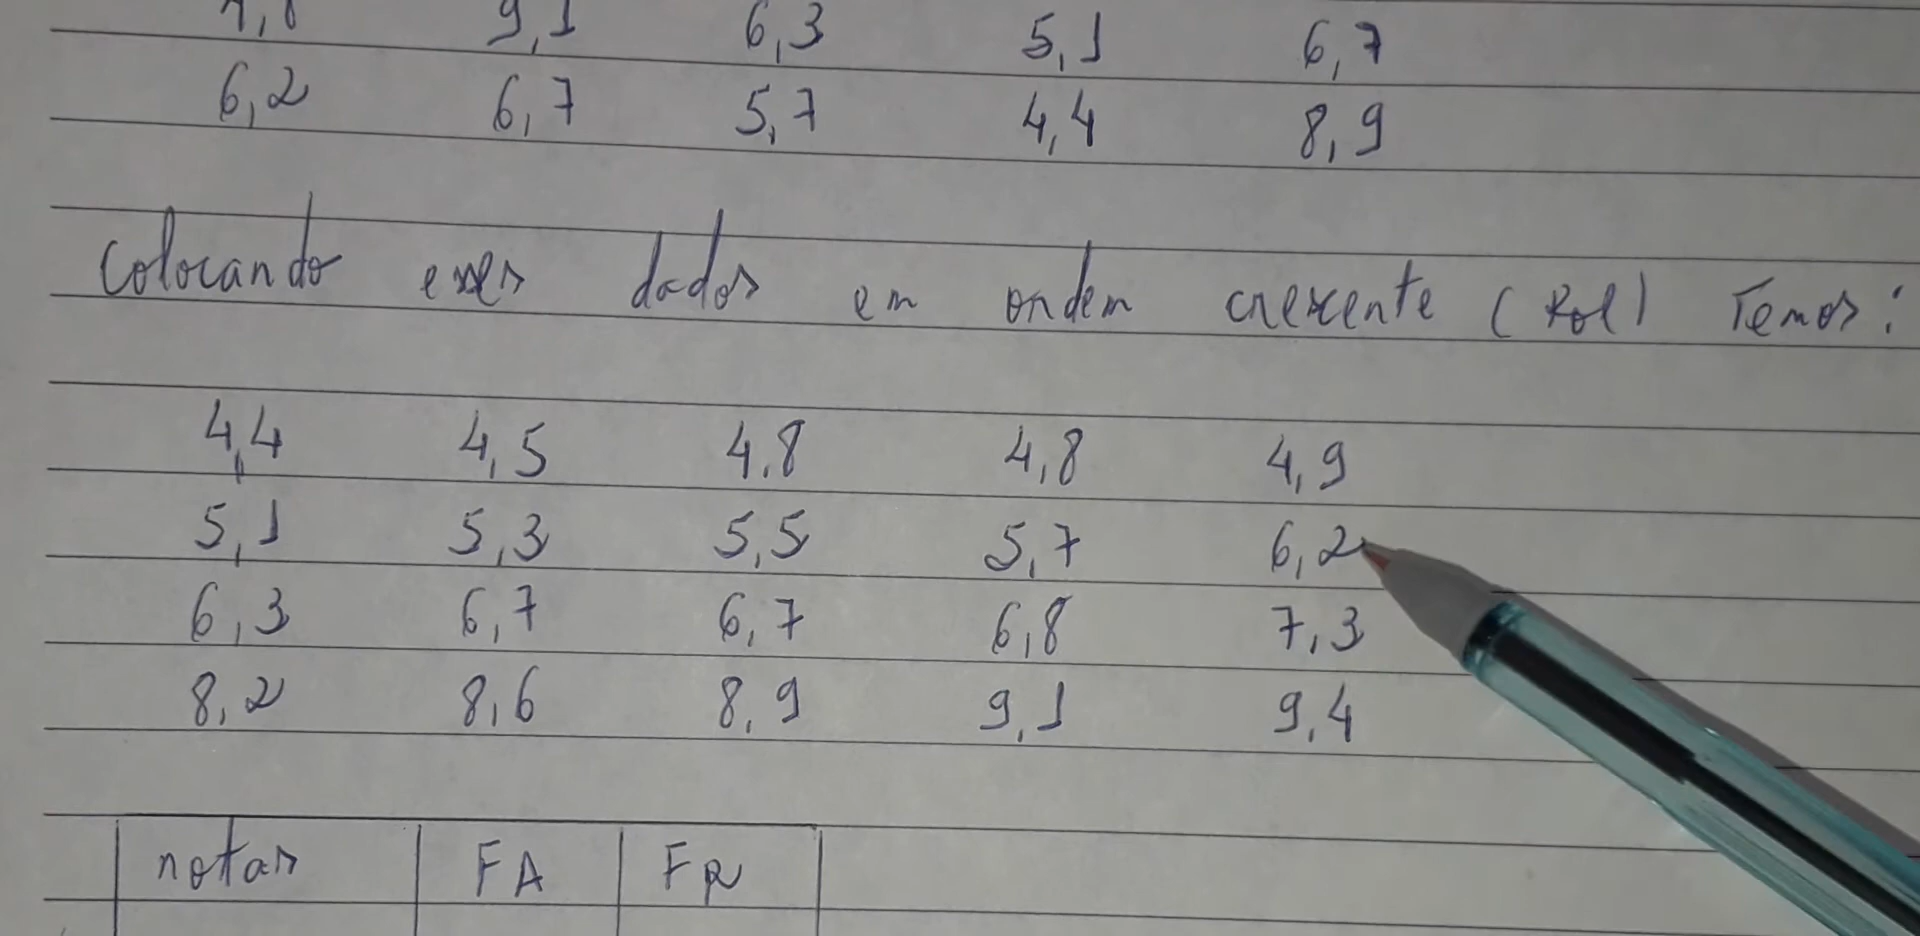 9,1 6,3 5,1 6,7
6,2 6,7 5,7 4,4 8,9
Colocando esses dados em ordem crescente (Rol) Temos:
4,4 4,5 4,8 4,8 4,9
5,1 5,3 5,5 5,7 6,2
6,3 6,7 6,7 6,8 7,3
8,2 8,6 8,9 9,1 9,4
notas FA FR